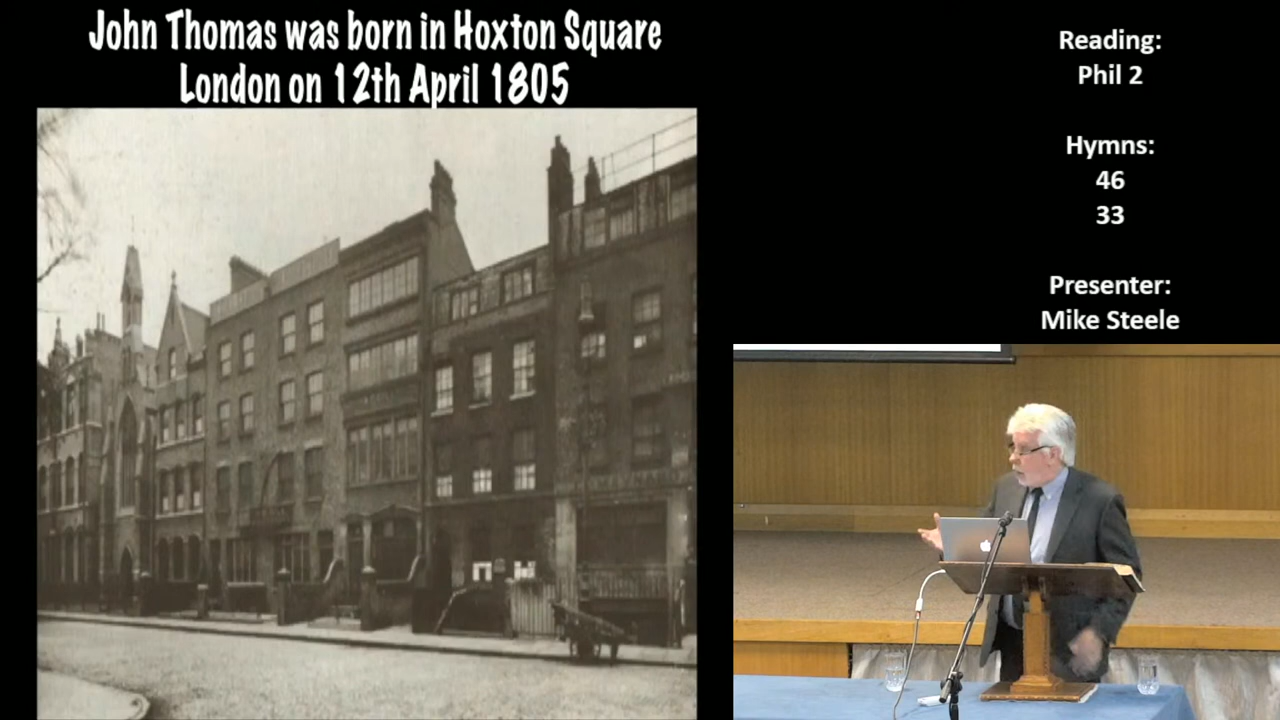 John Thomas was born in Hoxton Square
London on 12th April 1805
Reading:
Phil 2
Hymns:
46
33
Presenter:
Mike Steele